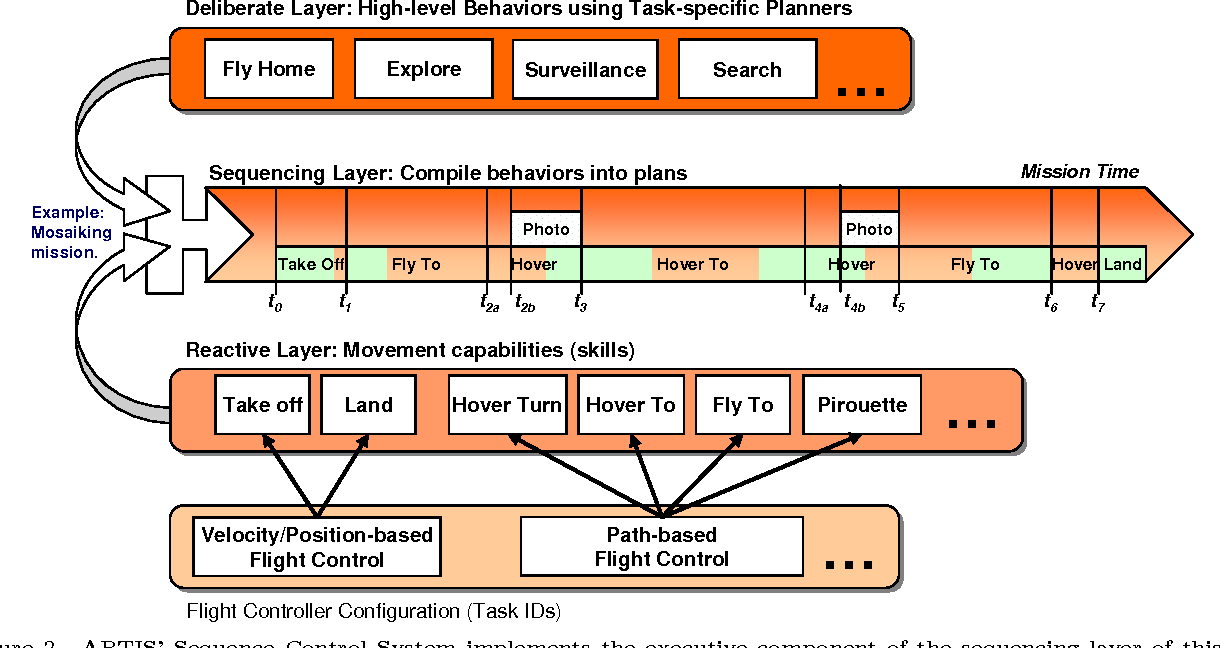 Deliberate Layer: High-level Behaviors using Task-specific Planners
Fly Home Explore Surveillance Search ...
Sequencing Layer: Compile behaviors into plans Mission Time
Example:
Mosaiking
mission.
Photo Photo
Take Off Fly To Hover Hover To Hover Fly To Hover Land
t0 t1 t2a t2b t3 t4a t4b t5 t6 t7
Reactive Layer: Movement capabilities (skills)
Take off Land Hover Turn Hover To Fly To Pirouette ...
Velocity/Position-based
Flight Control
Path-based
Flight Control
...
Flight Controller Configuration (Task IDs)
ure 2. ARTIS' Sequence Control System implements the executive component of the sequencing layer of this